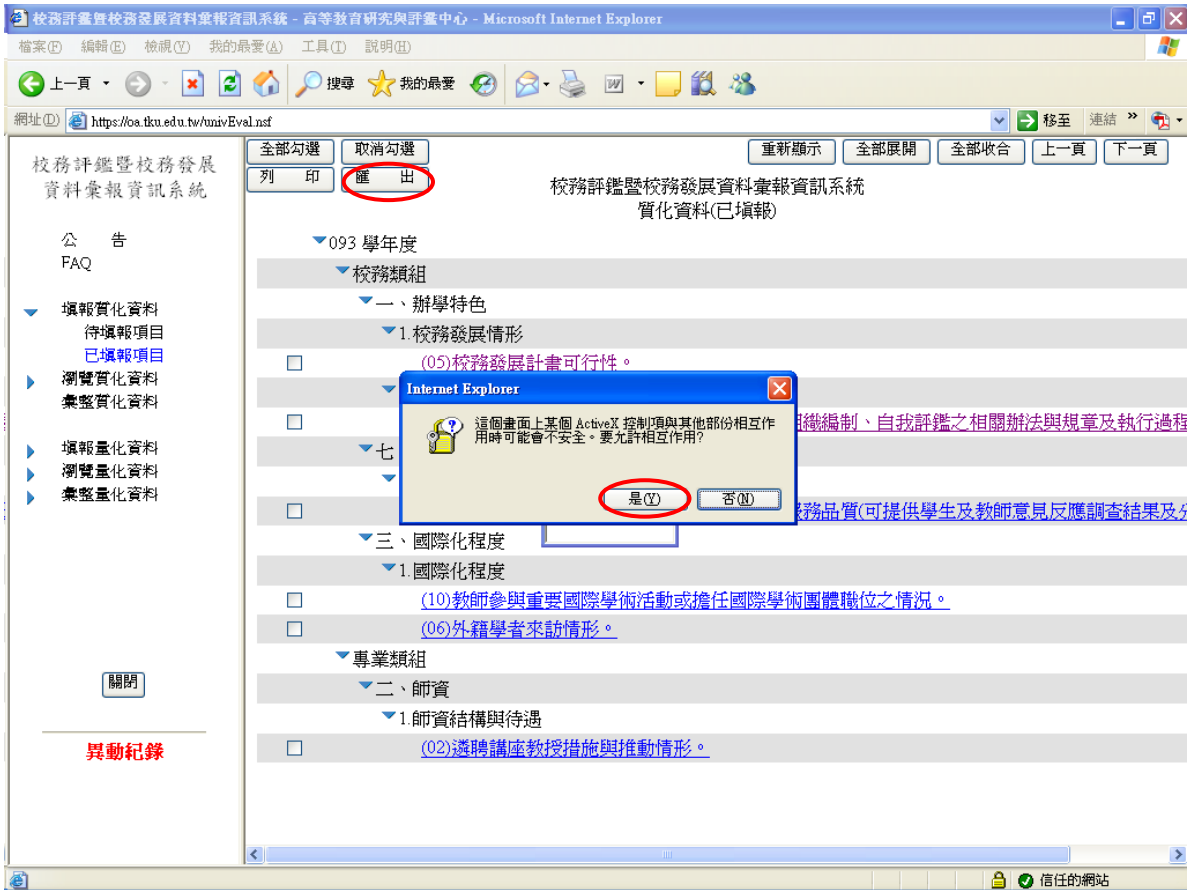 校務評鑑暨校務發展資料彙報資訊系統 - 高等教育研究與評鑑中心 - Microsoft Internet Explorer
檔案(F) 編輯(E) 檢視(V) 我的最愛(A) 工具(T) 說明(H)
上一頁 搜尋 我的最愛
網址(D) https://oa.tku.edu.tw/univEval.nsf 移至 連結 »
校務評鑑暨校務發展
資料彙報資訊系統
公 告
FAQ
填報質化資料
待填報項目
已填報項目
瀏覽質化資料
彙整質化資料
填報量化資料
瀏覽量化資料
彙整量化資料
關閉
異動紀錄
全部勾選 取消勾選 重新顯示 全部展開 全部收合 上一頁 下一頁
列 印 匯 出
校務評鑑暨校務發展資料彙報資訊系統
質化資料(已填報)
093 學年度
校務類組
一、辦學特色
1.校務發展情形
(05)校務發展計畫可行性。
組織編制、自我評鑑之相關辦法與規章及執行過程
七
服務品質(可提供學生及教師意見反應調查結果及分
三、國際化程度
1.國際化程度
(10)教師參與重要國際學術活動或擔任國際學術團體職位之情況。
(06)外籍學者來訪情形。
專業類組
二、師資
1.師資結構與待遇
(02)遴聘講座教授措施與推動情形。
Internet Explorer
這個畫面上某個 ActiveX 控制項與其他部份相互作
用時可能會不安全。要允許相互作用?
是(Y) 否(N)
信任的網站